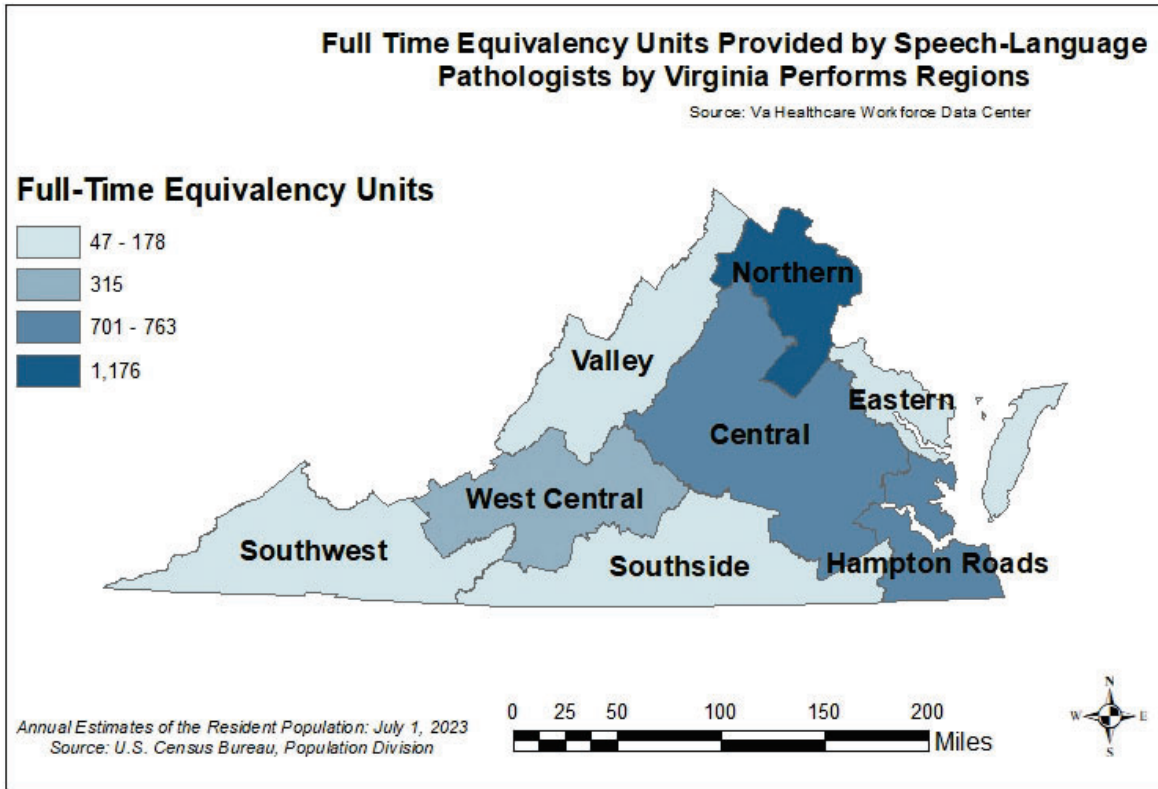 Full Time Equivalency Units Provided by Speech-Language
Pathologists by Virginia Performs Regions
Source: Va Healthcare Workforce Data Center
Full-Time Equivalency Units
47 - 178
315
701 - 763
1,176
Northern
Valley
Eastern
Central
West Central
Southwest
Southside
Hampton Roads
Annual Estimates of the Resident Population: July 1, 2023
Source: U.S. Census Bureau, Population Division
0 25 50 100 150 200
Miles
N
W E
S